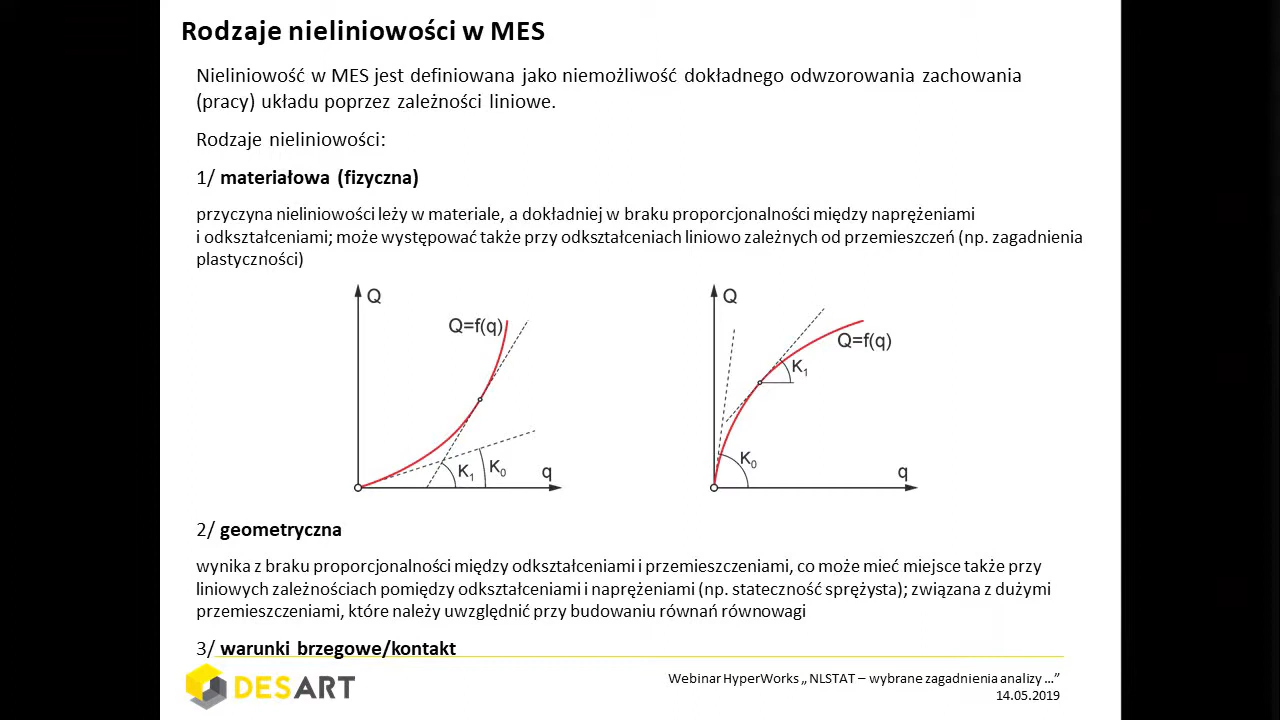 Rodzaje nieliniowości w MES
Nieliniowość w MES jest definiowana jako niemożliwość dokładnego odwzorowania zachowania
(pracy) układu poprzez zależności liniowe.
Rodzaje nieliniowości:
1/ materiałowa (fizyczna)
przyczyna nieliniowości leży w materiale, a dokładniej w braku proporcjonalności między naprężeniami
i odkształceniami; może występować także przy odkształceniach liniowo zależnych od przemieszczeń (np. zagadnienia
plastyczności)
Q
Q=f(q)
K₁
K₀
q
Q
Q=f(q)
K₁
K₀
q
2/ geometryczna
wynika z braku proporcjonalności między odkształceniami i przemieszczeniami, co może mieć miejsce także przy
liniowych zależnościach pomiędzy odkształceniami i naprężeniami (np. stateczność sprężysta); związana z dużymi
przemieszczeniami, które należy uwzględnić przy budowaniu równań równowagi
3/ warunki brzegowe/kontakt
DESART
Webinar HyperWorks „ NLSTAT – wybrane zagadnienia analizy …”
14.05.2019